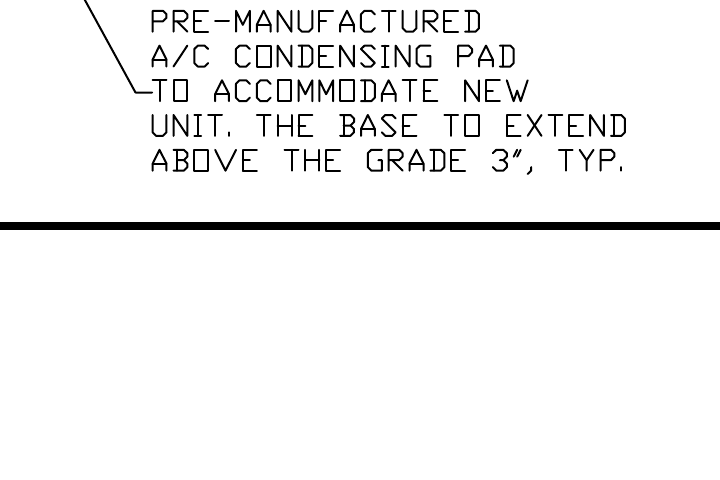 PRE-MANUFACTURED
A/C CONDENSING PAD
TO ACCOMMODATE NEW
UNIT. THE BASE TO EXTEND
ABOVE THE GRADE 3", TYP.